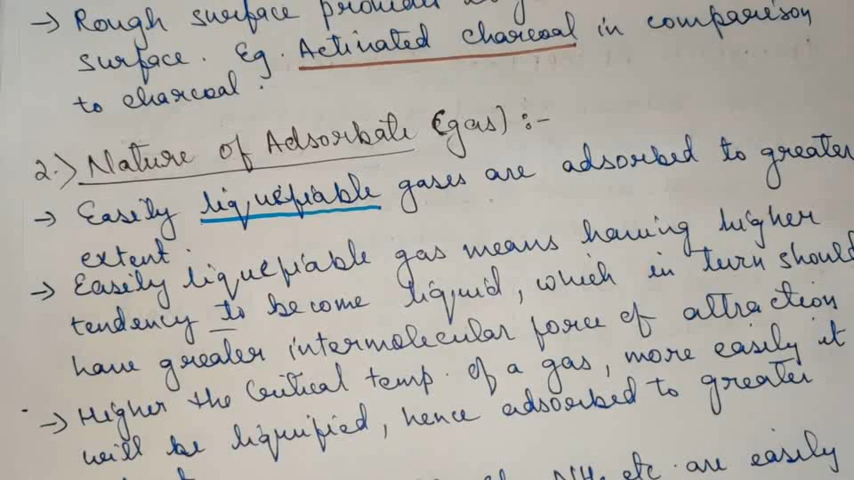 → Rough surface
surface. Eg. Activated charcoal in comparison
to charcoal.
2.) Nature of Adsorbate (gas) :-
→ Easily liquefiable gases are adsorbed to greater
extent.
→ Easily liquefiable gas means having higher
tendency to become liquid, which in turn should
have greater intermolecular force of attraction
→ Higher the critical temp. of a gas, more easily it
will be liquified, hence adsorbed to greater
etc. are easily